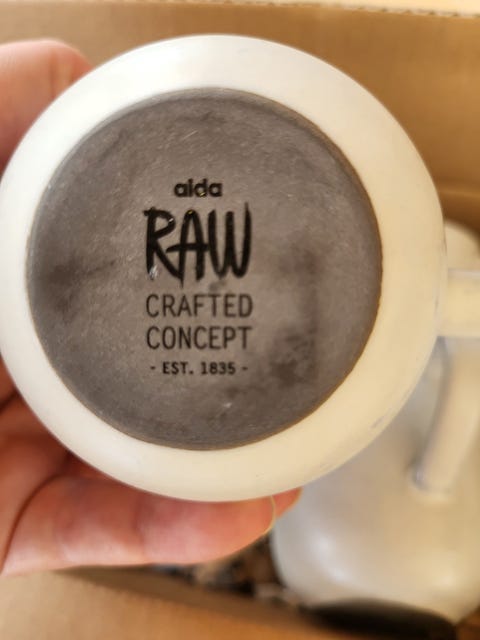 aida
RAW
CRAFTED
CONCEPT
- EST. 1835 -